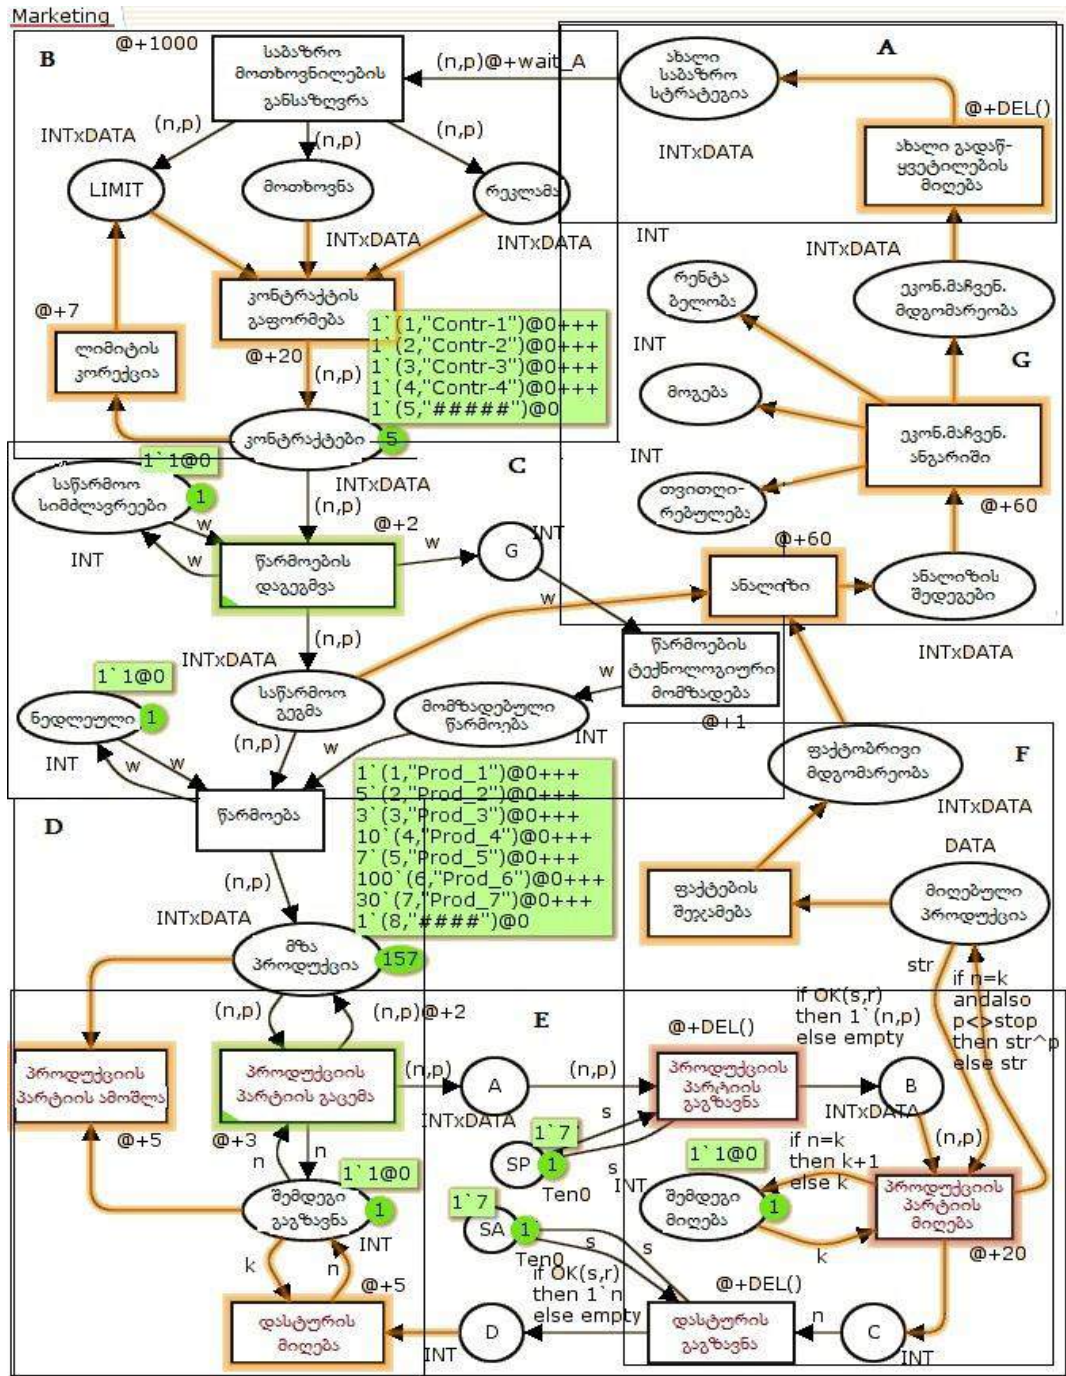 Marketing
B
@+1000
საბაზრო
მოთხოვნილების
განსაზღვრა
(n,p)@+wait_A
ახალი
საბაზრო
სტრატეგია
A
@+DEL()
INTxDATA
(n,p)
(n,p)
(n,p)
INTxDATA
ახალი გადაწ-
ყვეტილების
მიღება
LIMIT
მოთხოვნა
რეკლამა
INTxDATA
INTxDATA
INT
INTxDATA
კონტრაქტის
გაფორმება
რენტა
ბელობა
ეკონ.მაჩვენ.
მდგომარეობა
@+7
ლიმიტის
კორექცია
@+20
(n,p)
1`(1,"Contr-1")@0+++
1`(2,"Contr-2")@0+++
1`(3,"Contr-3")@0+++
1`(4,"Contr-4")@0+++
1`(5,"#####")@0
INT
G
მოგება
ეკონ.მაჩვენ.
ანგარიში
კონტრაქტები
5
INT
1`1@0
C
საწარმოო
სიმძლავრეები
1
INTxDATA
(n,p)
თვითღი-
რებულება
@+60
@+2
w
w
INT
w
G
INT
@+60
წარმოების
დაგეგმვა
ანალიზი
ანალიზის
შედეგები
w
(n,p)
INTxDATA
წარმოების
ტექნოლოგიური
მომზადება
INTxDATA
1`1@0
w
@+1
ნედლეული
1
საწარმოო
გეგმა
მომზადებული
წარმოება
INT
(n,p)
w
INT
w
w
ფაქტობრივი
მდგომარეობა
F
INTxDATA
D
წარმოება
1`(1,"Prod_1")@0+++
5`(2,"Prod_2")@0+++
3`(3,"Prod_3")@0+++
10`(4,"Prod_4")@0+++
7`(5,"Prod_5")@0+++
100`(6,"Prod_6")@0+++
30`(7,"Prod_7")@0+++
1`(8,"####")@0
DATA
(n,p)
INTxDATA
ფაქტების
შეჯამება
მიღებული
პროდუქცია
მზა
პროდუქცია
157
str
if n=k
andalso
p<>stop
then str^p
else str
(n,p)
(n,p)@+2
E
if OK(s,r)
then 1`(n,p)
else empty
@+DEL()
პროდუქციის
პარტიის ამოშლა
პროდუქციის
პარტიის გაცემა
(n,p)
A
(n,p)
პროდუქციის
პარტიის
გაგზავნა
B
INTxDATA
INTxDATA
@+5
@+3
n
n
1`7
s
s
SP
1
Ten0
(n,p)
if n=k
then k+1
else k
1`1@0
INT
შემდეგი
მიღება
1
k
პროდუქციის
პარტიის
მიღება
@+20
1`1@0
შემდეგი
გაგზავნა
1
INT
1`7
SA
1
Ten0
s
s
k
n
@+5
if OK(s,r)
then 1`n
else empty
@+DEL()
დასტურის
მიღება
D
INT
დასტურის
გაგზავნა
n
C
INT